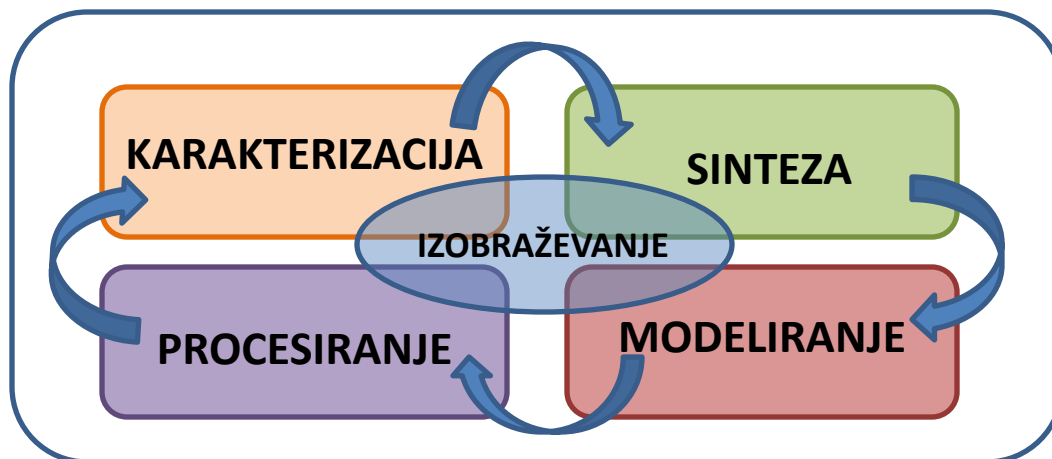 KARAKTERIZACIJA
SINTEZA
IZOBRAŽEVANJE
PROCESIRANJE
MODELIRANJE